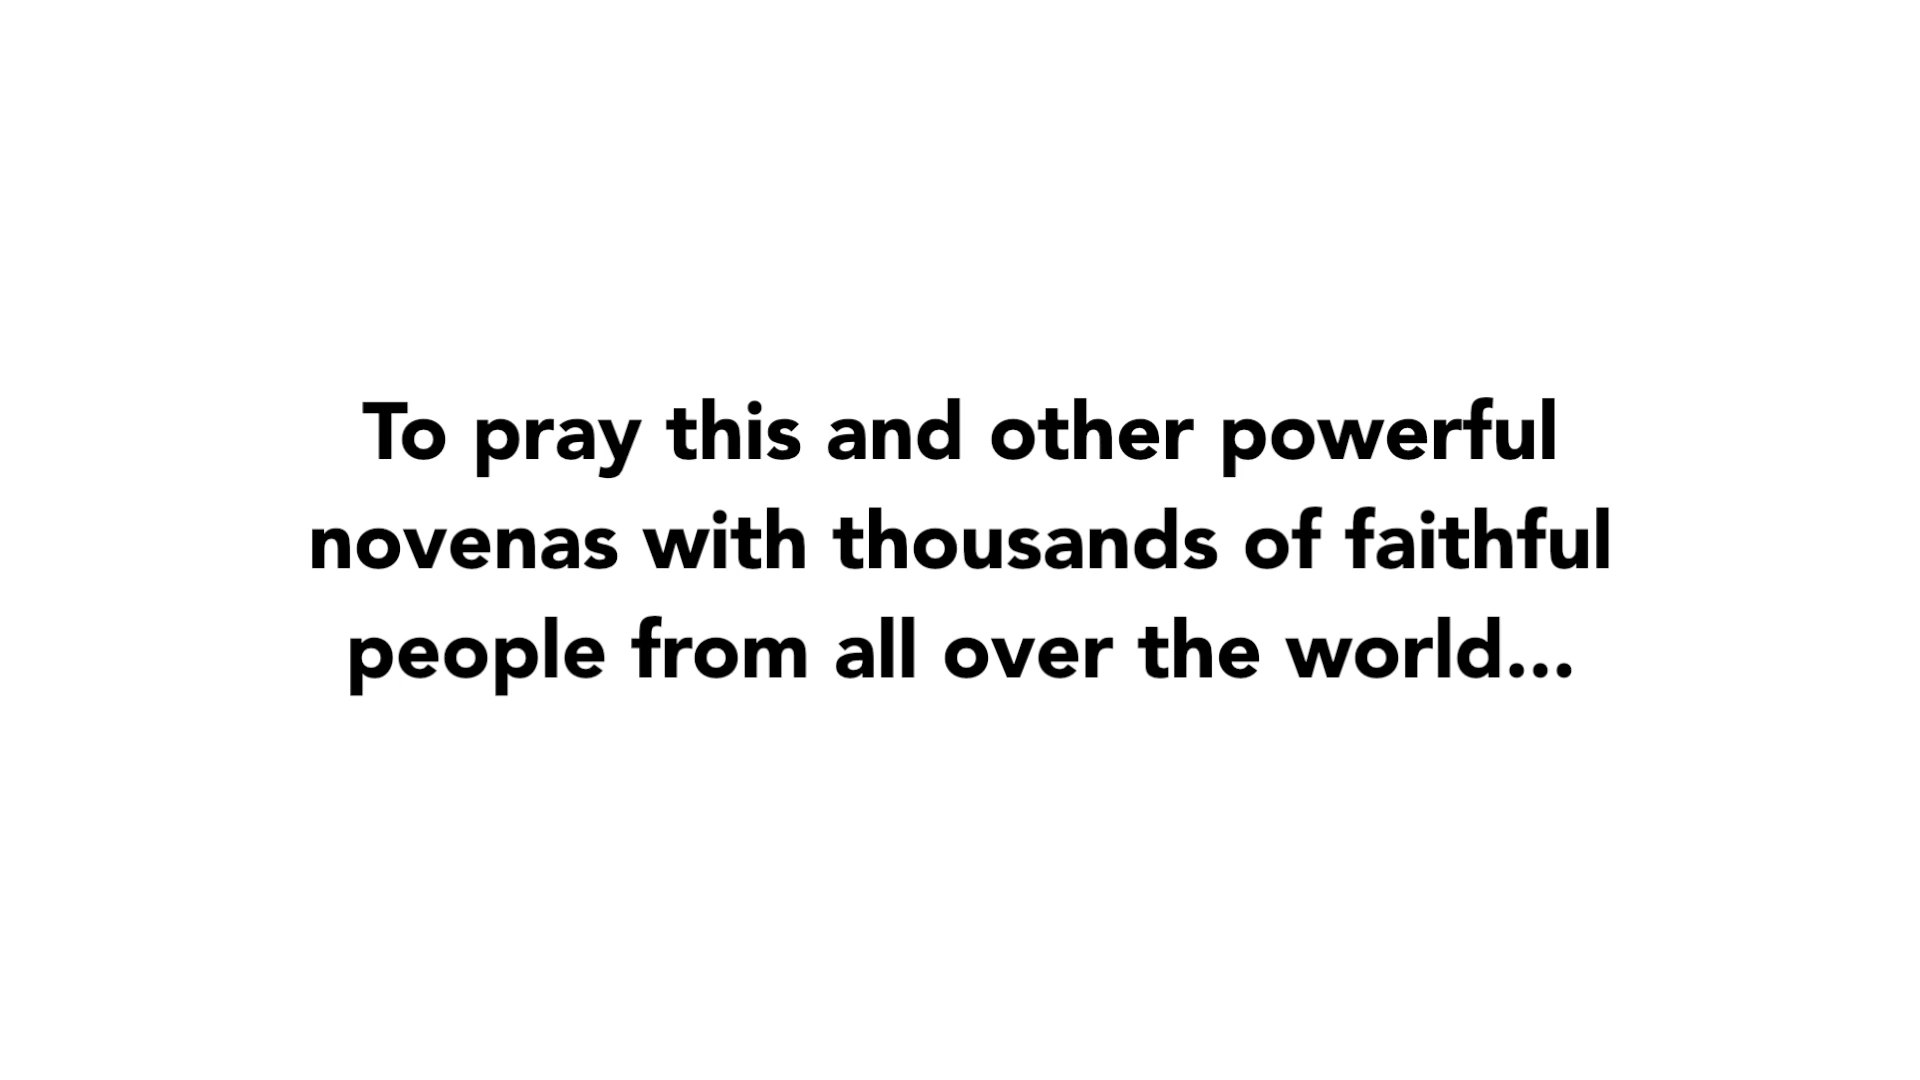 To pray this and other powerful
novenas with thousands of faithful
people from all over the world...